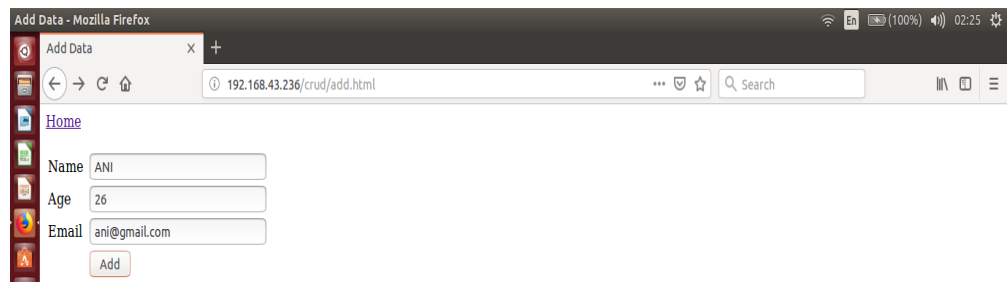 Add Data - Mozilla Firefox
En (100%) 02:25
Add Data
192.168.43.236/crud/add.html
Search
Home
Name ANI
Age 26
Email ani@gmail.com
Add